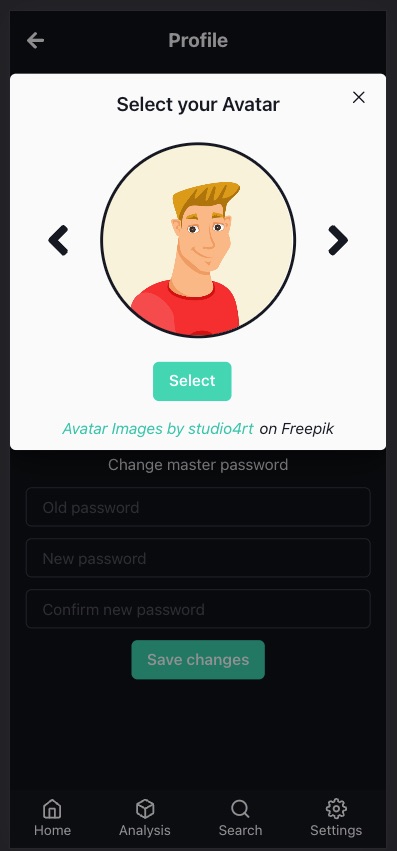 Profile
Select your Avatar
Select
Avatar Images by studio4rt on Freepik
Change master password
Old password
New password
Confirm new password
Save changes
Home Analysis Search Settings